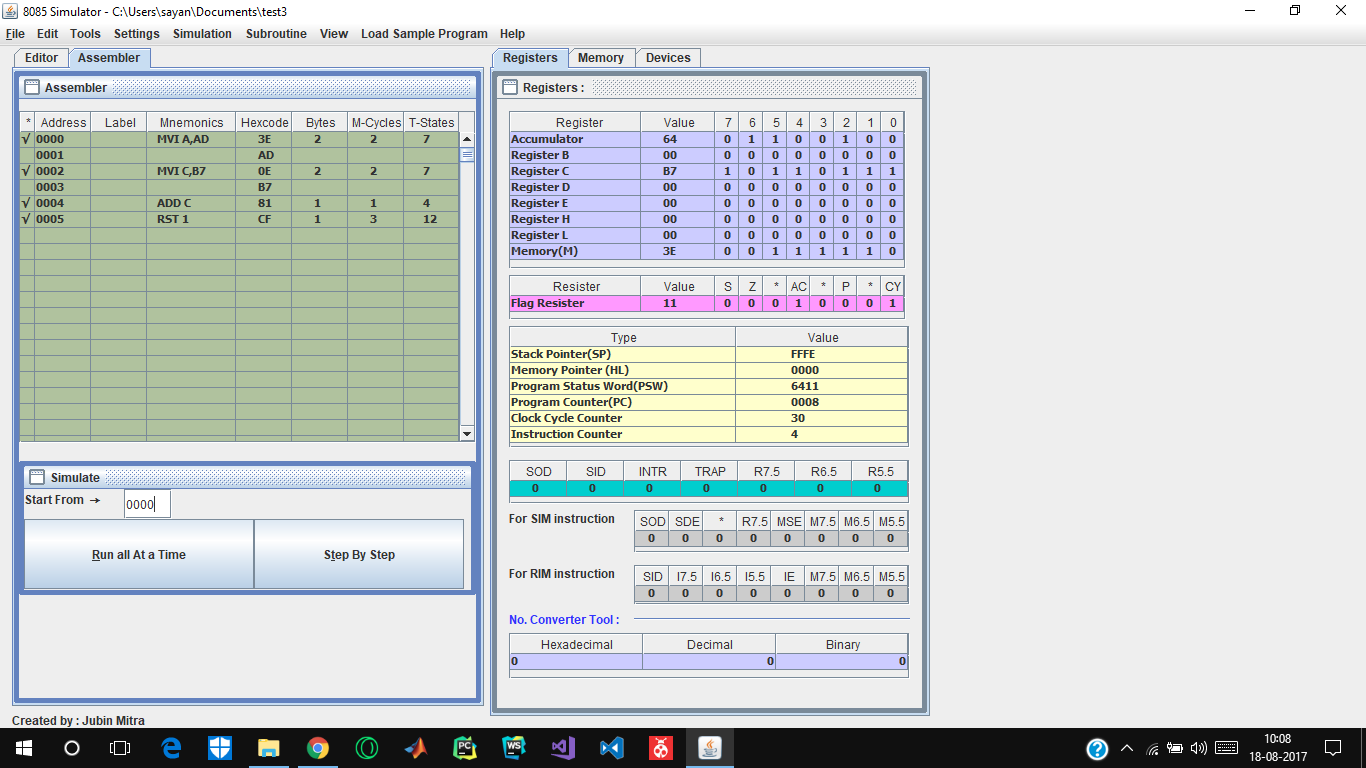 8085 Simulator - C:\Users\sayan\Documents\test3
File Edit Tools Settings Simulation Subroutine View Load Sample Program Help
Editor Assembler
Assembler
* Address Label Mnemonics Hexcode Bytes M-Cycles T-States
√ 0000 MVI A,AD 3E 2 2 7
0001 AD
√ 0002 MVI C,B7 0E 2 2 7
0003 B7
√ 0004 ADD C 81 1 1 4
√ 0005 RST 1 CF 1 3 12
Simulate
Start From → 0000
Run all At a Time Step By Step
Created by : Jubin Mitra
Registers Memory Devices
Registers :
Register Value 7 6 5 4 3 2 1 0
Accumulator 64 0 1 1 0 0 1 0 0
Register B 00 0 0 0 0 0 0 0 0
Register C B7 1 0 1 1 0 1 1 1
Register D 00 0 0 0 0 0 0 0 0
Register E 00 0 0 0 0 0 0 0 0
Register H 00 0 0 0 0 0 0 0 0
Register L 00 0 0 0 0 0 0 0 0
Memory(M) 3E 0 0 1 1 1 1 1 0
Resister Value S Z * AC * P * CY
Flag Resister 11 0 0 0 1 0 0 0 1
Type Value
Stack Pointer(SP) FFFE
Memory Pointer (HL) 0000
Program Status Word(PSW) 6411
Program Counter(PC) 0008
Clock Cycle Counter 30
Instruction Counter 4
SOD SID INTR TRAP R7.5 R6.5 R5.5
0 0 0 0 0 0 0
For SIM instruction
SOD SDE * R7.5 MSE M7.5 M6.5 M5.5
0 0 0 0 0 0 0 0
For RIM instruction
SID I7.5 I6.5 I5.5 IE M7.5 M6.5 M5.5
0 0 0 0 0 0 0 0
No. Converter Tool :
Hexadecimal Decimal Binary
0 0 0
PC WS
10:08
18-08-2017